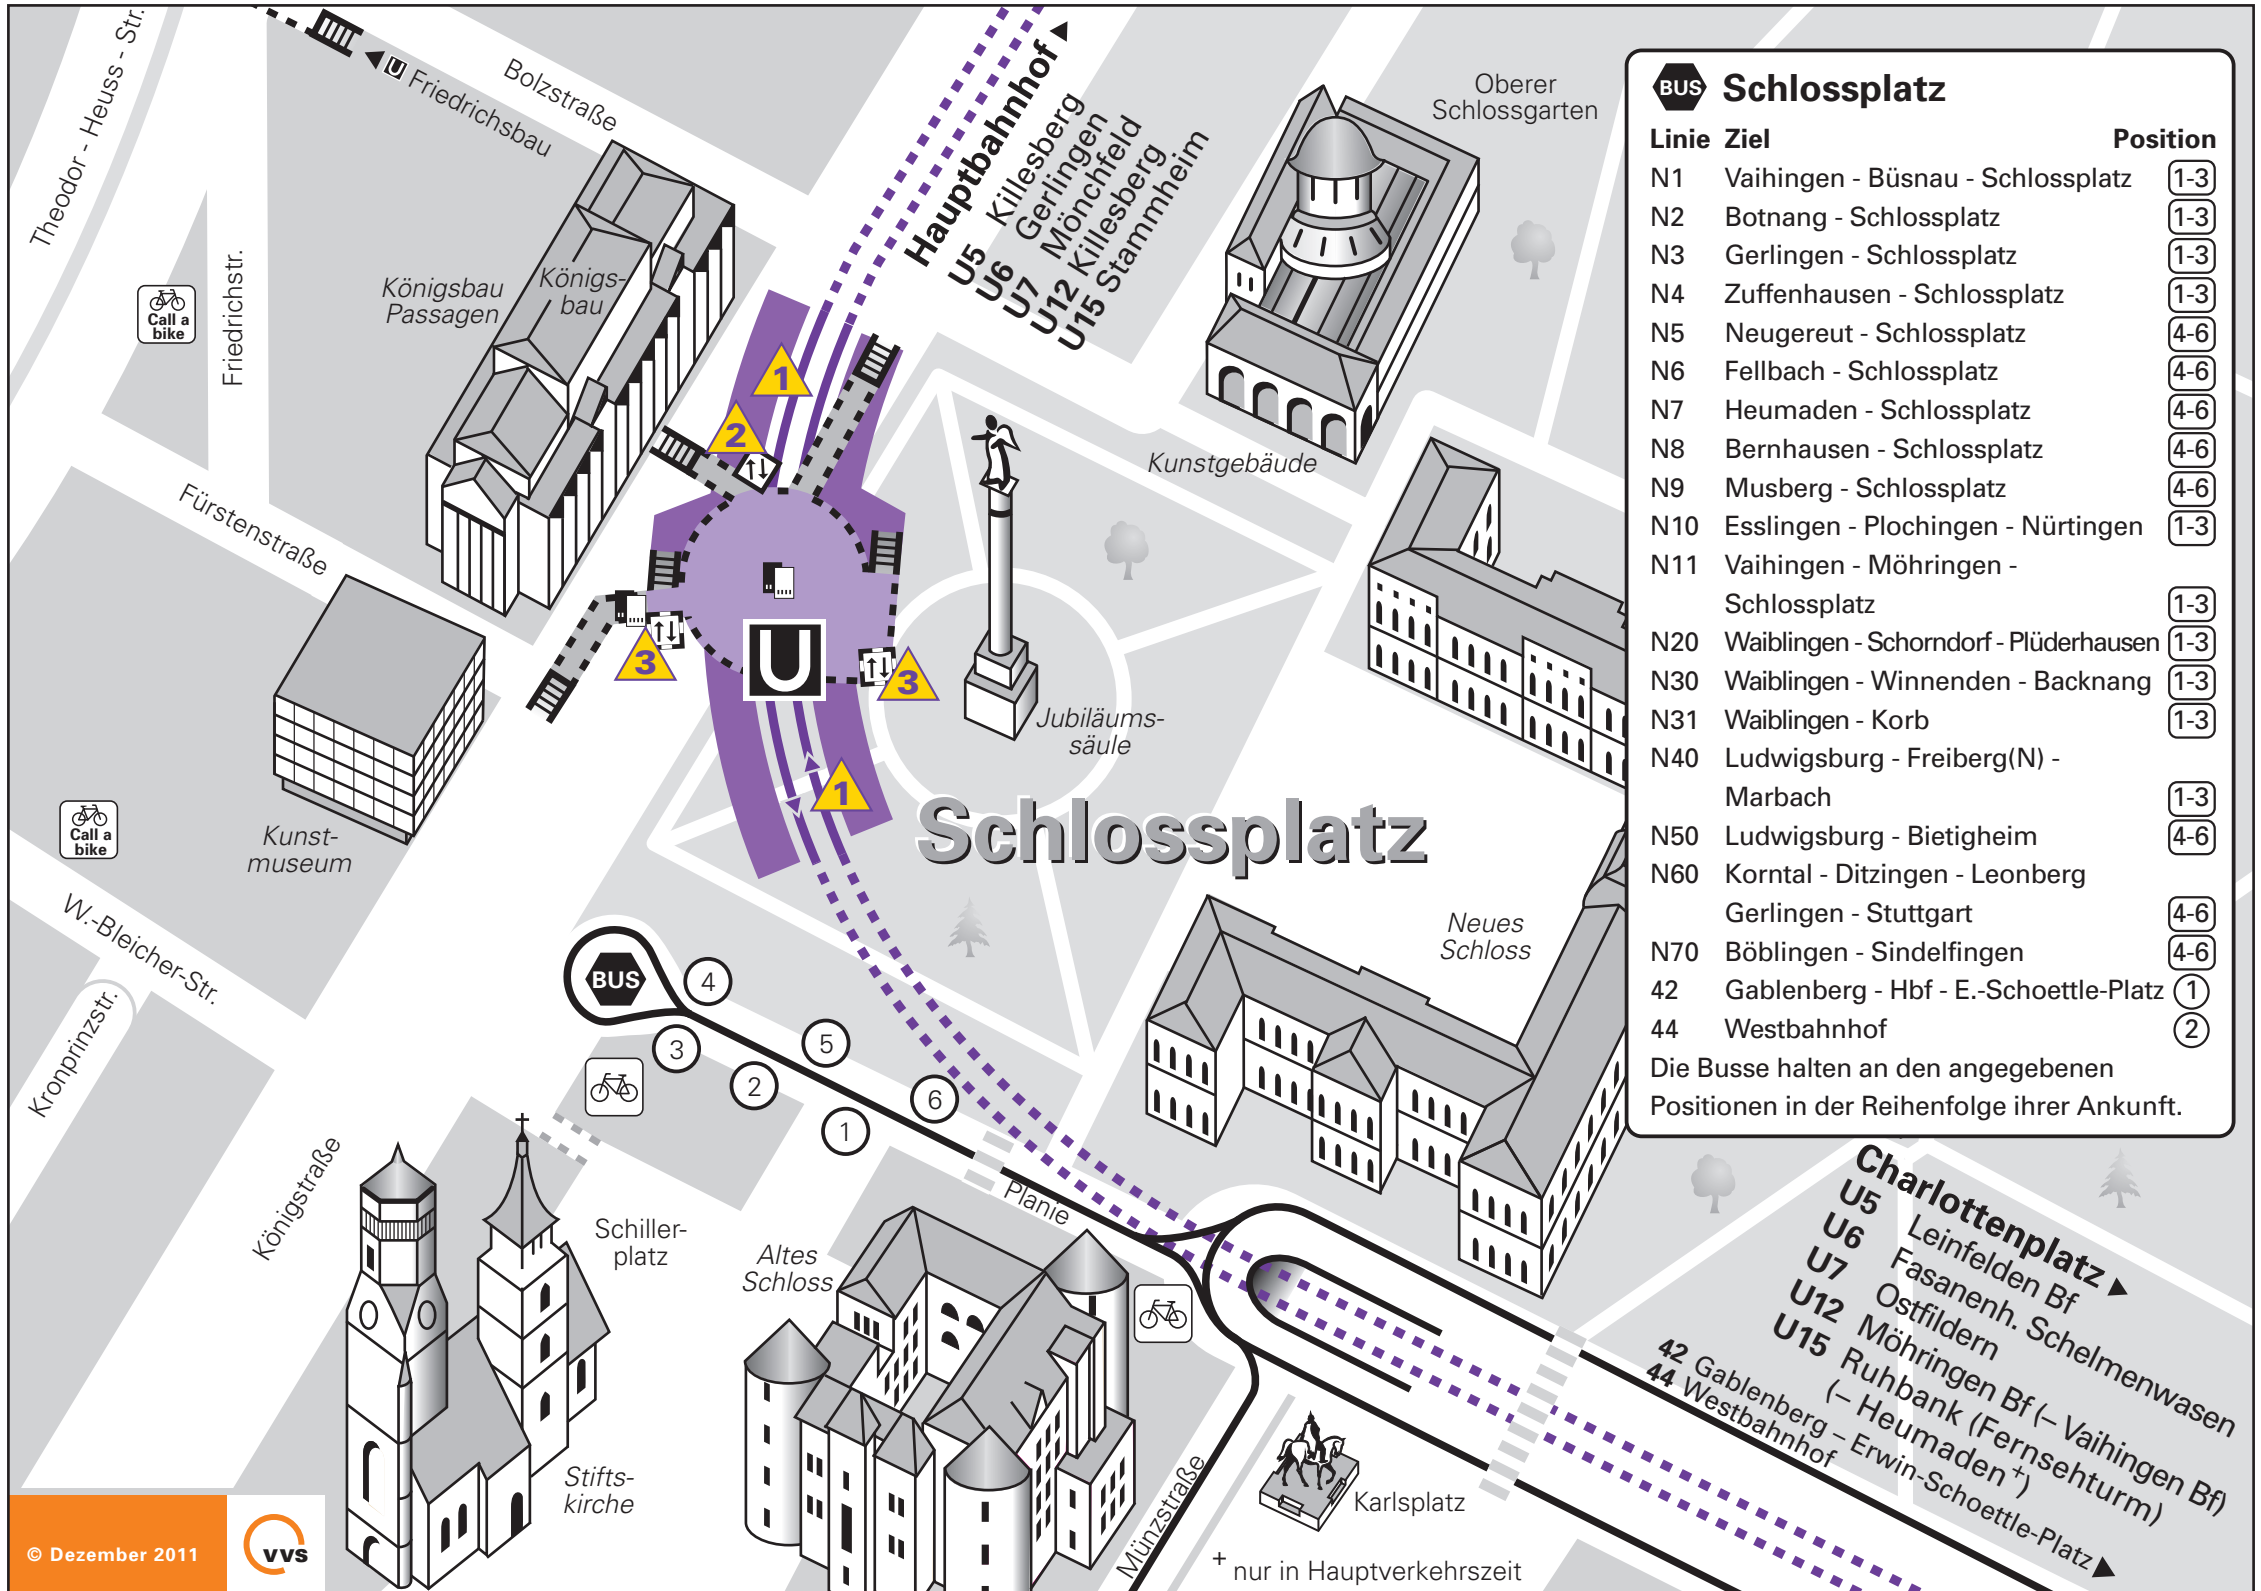 Theodor - Heuss - Str.
U Friedrichsbau
Bolzstraße
Hauptbahnhof
U5 Killesberg
U6 Gerlingen
U7 Mönchfeld
U12 Killesberg
U15 Stammheim
Oberer
Schlossgarten
Friedrichstr.
Call a
bike
Königsbau
Passagen
Königs-
bau
1
2
Kunstgebäude
Fürstenstraße
3
U
3
Jubiläums-
säule
1
Schlossplatz
Kunst-
museum
Call a
bike
W.-Bleicher-Str.
Kronprinzstr.
Neues
Schloss
BUS
4
3
5
2
6
1
Planie
Königstraße
Schiller-
platz
Altes
Schloss
Stifts-
kirche
Münzstraße
Karlsplatz
+ nur in Hauptverkehrszeit
BUS Schlossplatz
Linie Ziel Position
N1 Vaihingen - Büsnau - Schlossplatz 1-3
N2 Botnang - Schlossplatz 1-3
N3 Gerlingen - Schlossplatz 1-3
N4 Zuffenhausen - Schlossplatz 1-3
N5 Neugereut - Schlossplatz 4-6
N6 Fellbach - Schlossplatz 4-6
N7 Heumaden - Schlossplatz 4-6
N8 Bernhausen - Schlossplatz 4-6
N9 Musberg - Schlossplatz 4-6
N10 Esslingen - Plochingen - Nürtingen 1-3
N11 Vaihingen - Möhringen -
Schlossplatz 1-3
N20 Waiblingen - Schorndorf - Plüderhausen 1-3
N30 Waiblingen - Winnenden - Backnang 1-3
N31 Waiblingen - Korb 1-3
N40 Ludwigsburg - Freiberg(N) -
Marbach 1-3
N50 Ludwigsburg - Bietigheim 4-6
N60 Korntal - Ditzingen - Leonberg
Gerlingen - Stuttgart 4-6
N70 Böblingen - Sindelfingen 4-6
42 Gablenberg - Hbf - E.-Schoettle-Platz 1
44 Westbahnhof 2
Die Busse halten an den angegebenen
Positionen in der Reihenfolge ihrer Ankunft.
Charlottenplatz
U5 Leinfelden Bf
U6 Fasanenh. Schelmenwasen
U7 Ostfildern
U12 Möhringen Bf (– Vaihingen Bf)
U15 Ruhbank (Fernsehturm)
(– Heumaden +)
42 Gablenberg – Erwin-Schoettle-Platz
44 Westbahnhof
© Dezember 2011
vvs